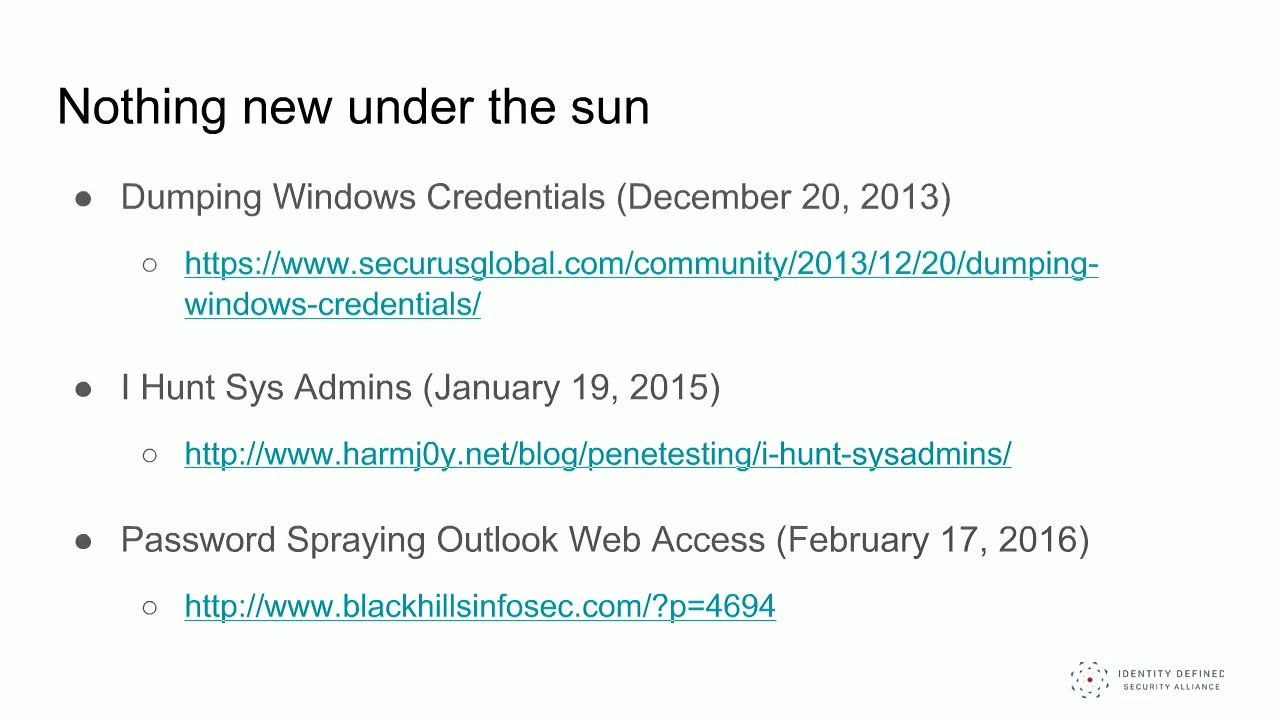 Nothing new under the sun
● Dumping Windows Credentials (December 20, 2013)
○ https://www.securusglobal.com/community/2013/12/20/dumping-
windows-credentials/
● I Hunt Sys Admins (January 19, 2015)
○ http://www.harmj0y.net/blog/penetesting/i-hunt-sysadmins/
● Password Spraying Outlook Web Access (February 17, 2016)
○ http://www.blackhillsinfosec.com/?p=4694
IDENTITY DEFINED
SECURITY ALLIANCE